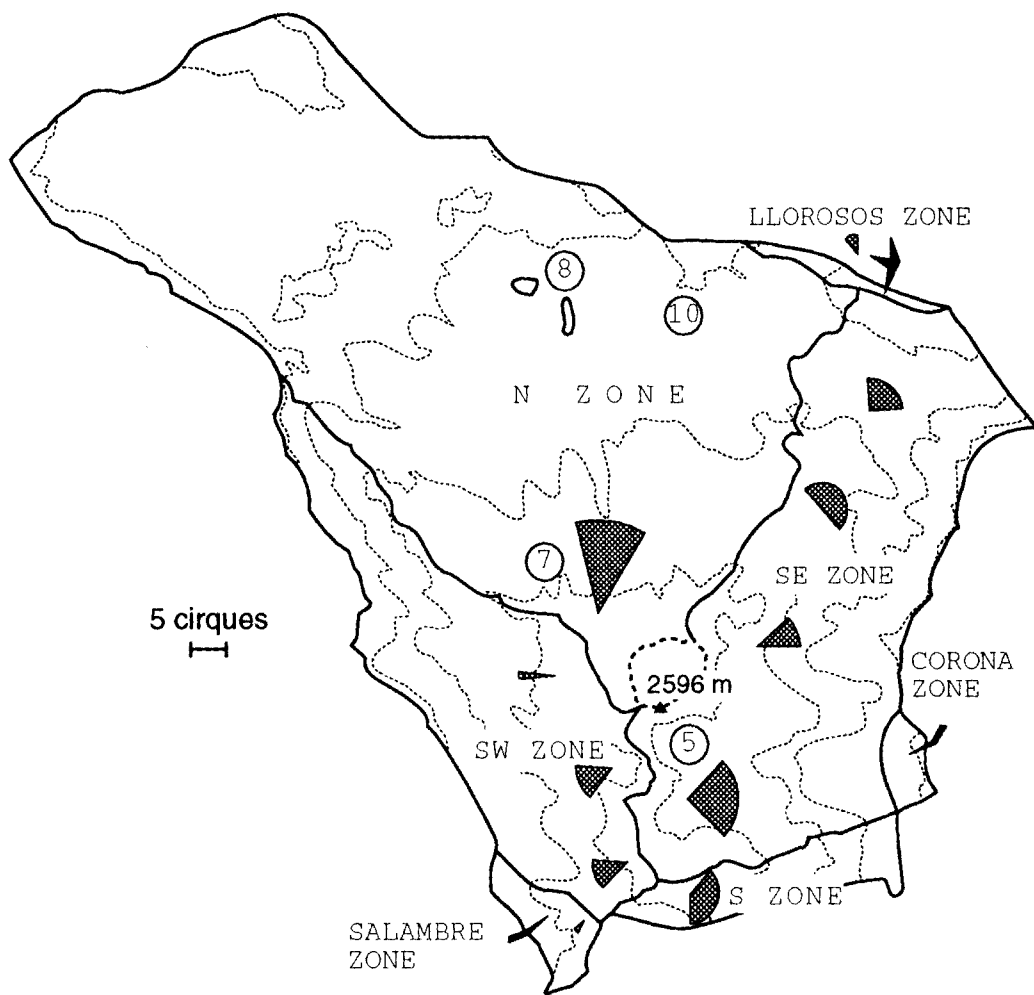 LLOROSOS ZONE
8
10
N ZONE
7
SE ZONE
5 cirques
CORONA
ZONE
2596 m
SW ZONE
5
S ZONE
SALAMBRE
ZONE